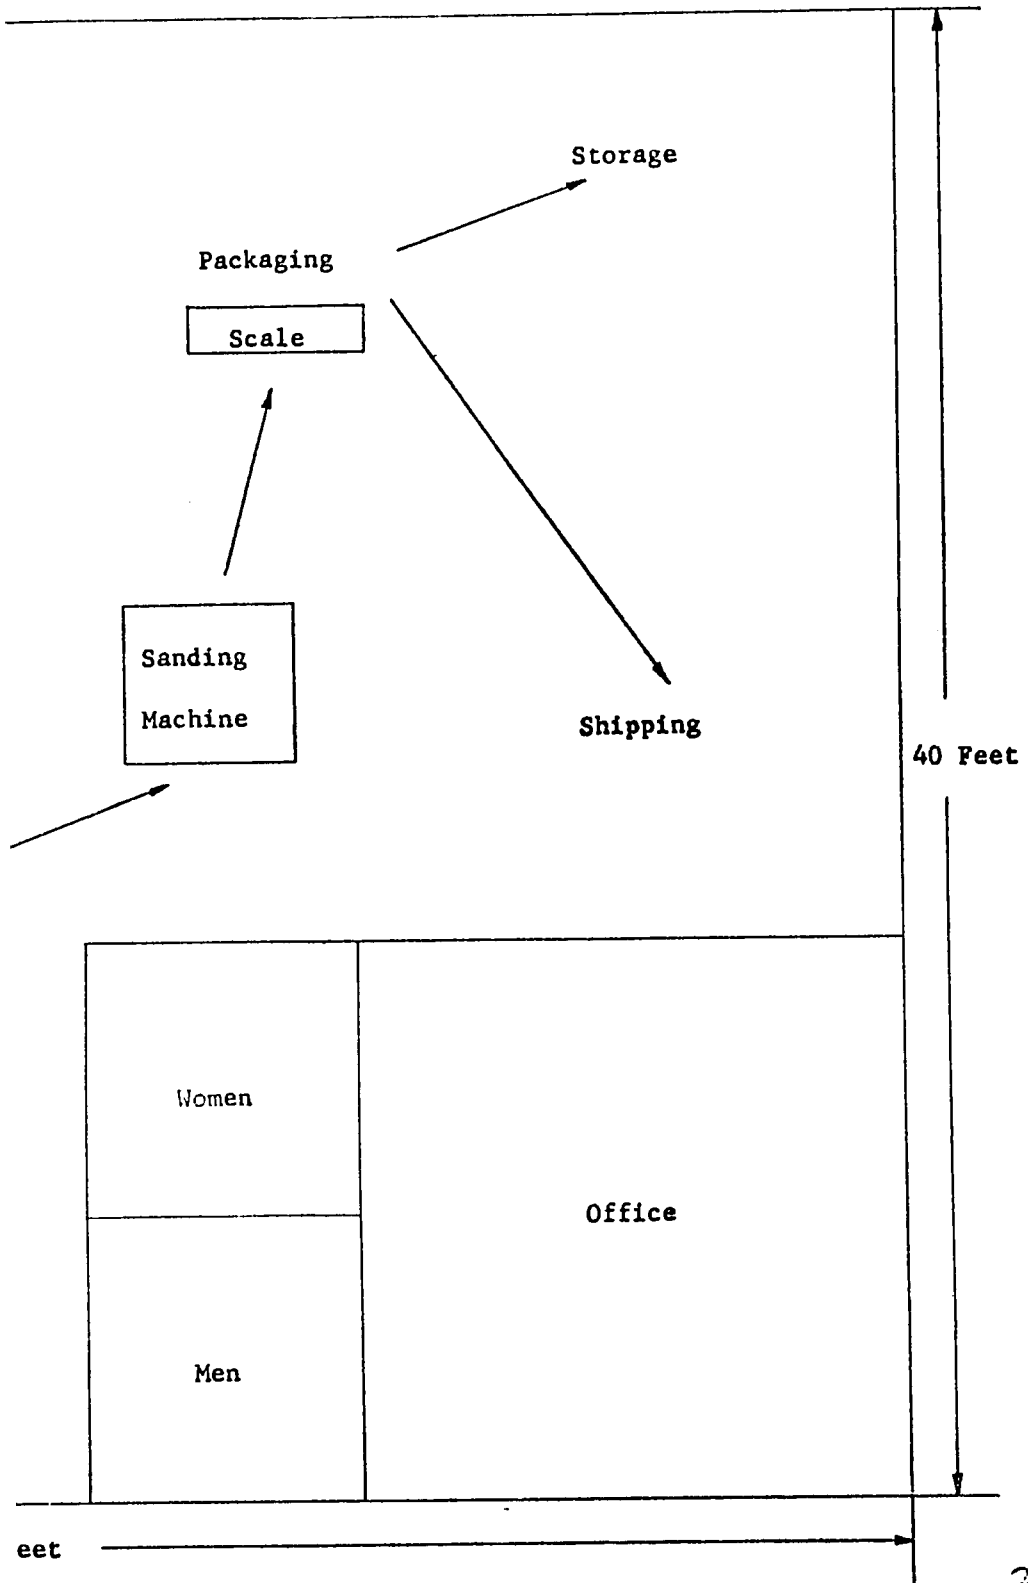 Storage
Packaging
Scale
Sanding
Machine
Shipping
40 Feet
Women
Office
Men
eet